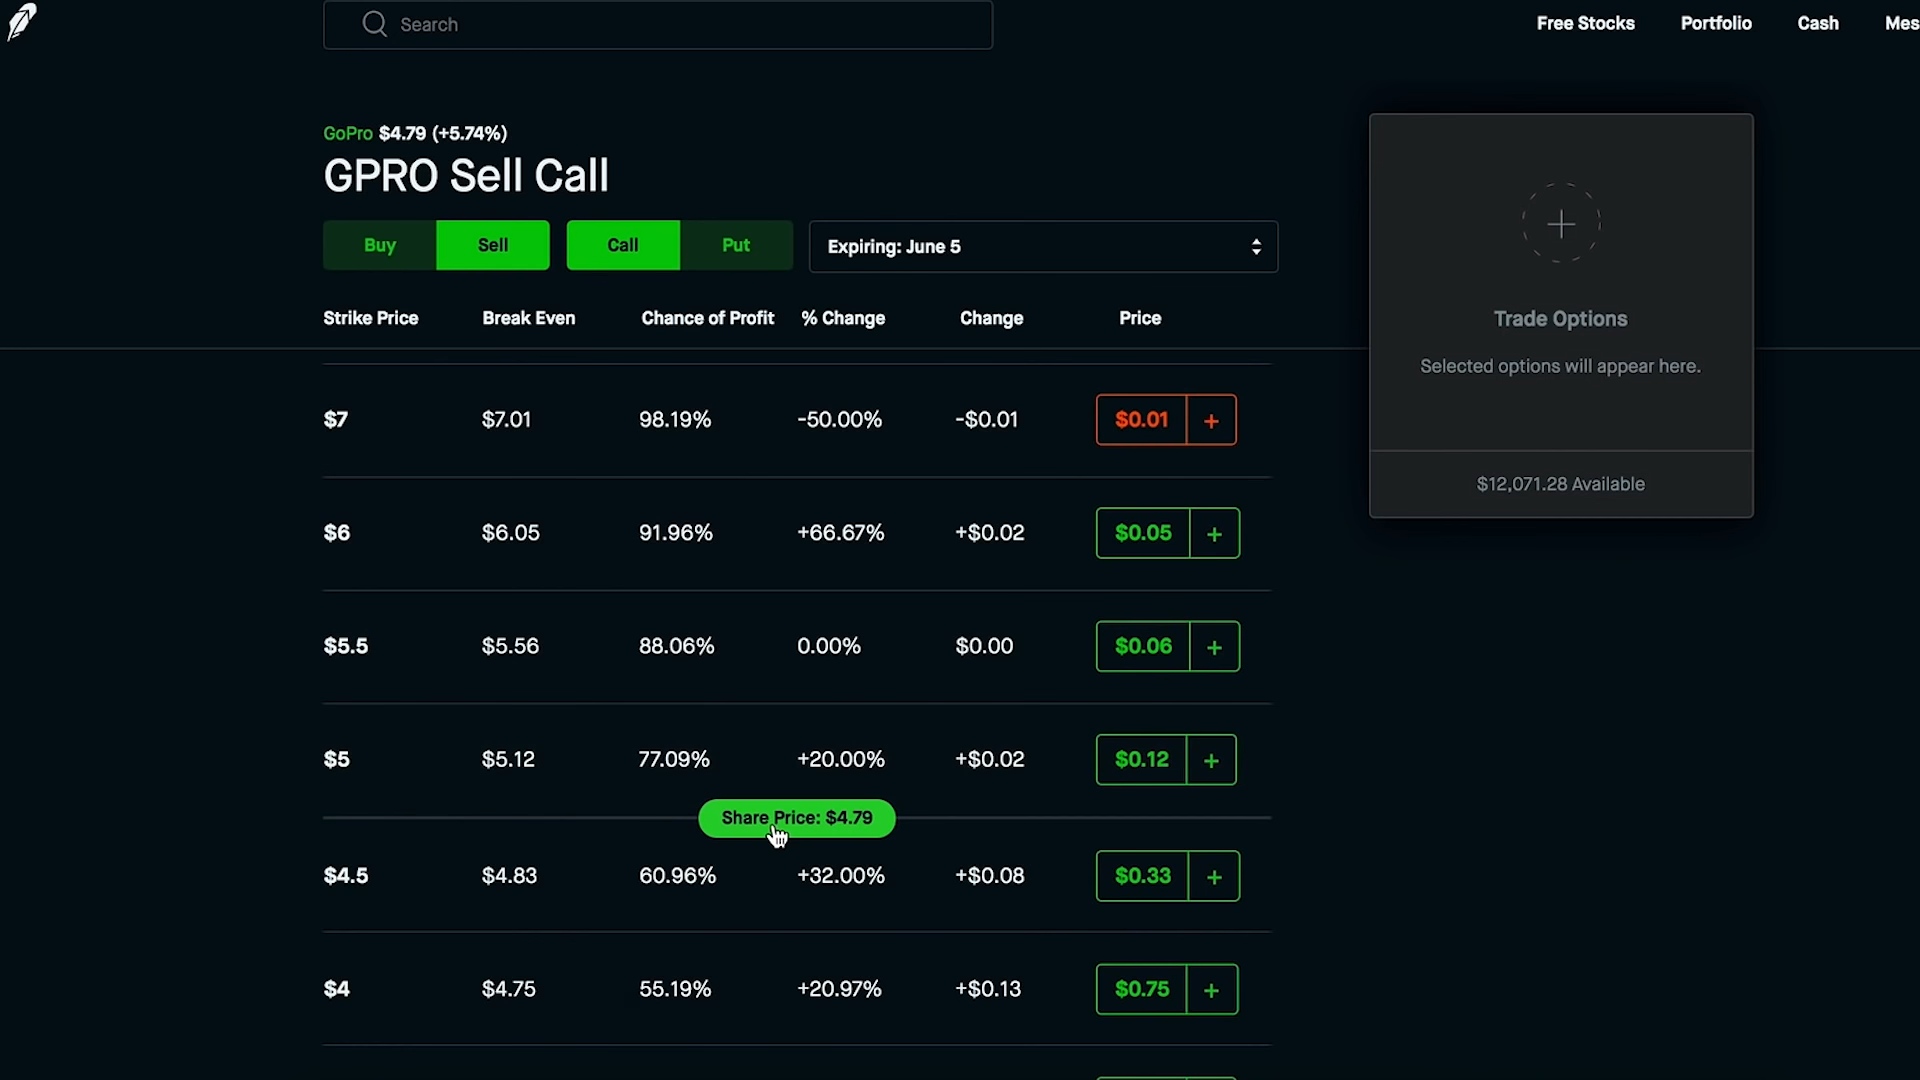 Search
Free Stocks Portfolio Cash Mes
GoPro $4.79 (+5.74%)
GPRO Sell Call
Buy Sell Call Put Expiring: June 5
Strike Price Break Even Chance of Profit % Change Change Price
$7 $7.01 98.19% -50.00% -$0.01 $0.01 +
$6 $6.05 91.96% +66.67% +$0.02 $0.05 +
$5.5 $5.56 88.06% 0.00% $0.00 $0.06 +
$5 $5.12 77.09% +20.00% +$0.02 $0.12 +
Share Price: $4.79
$4.5 $4.83 60.96% +32.00% +$0.08 $0.33 +
$4 $4.75 55.19% +20.97% +$0.13 $0.75 +
Trade Options
Selected options will appear here.
$12,071.28 Available